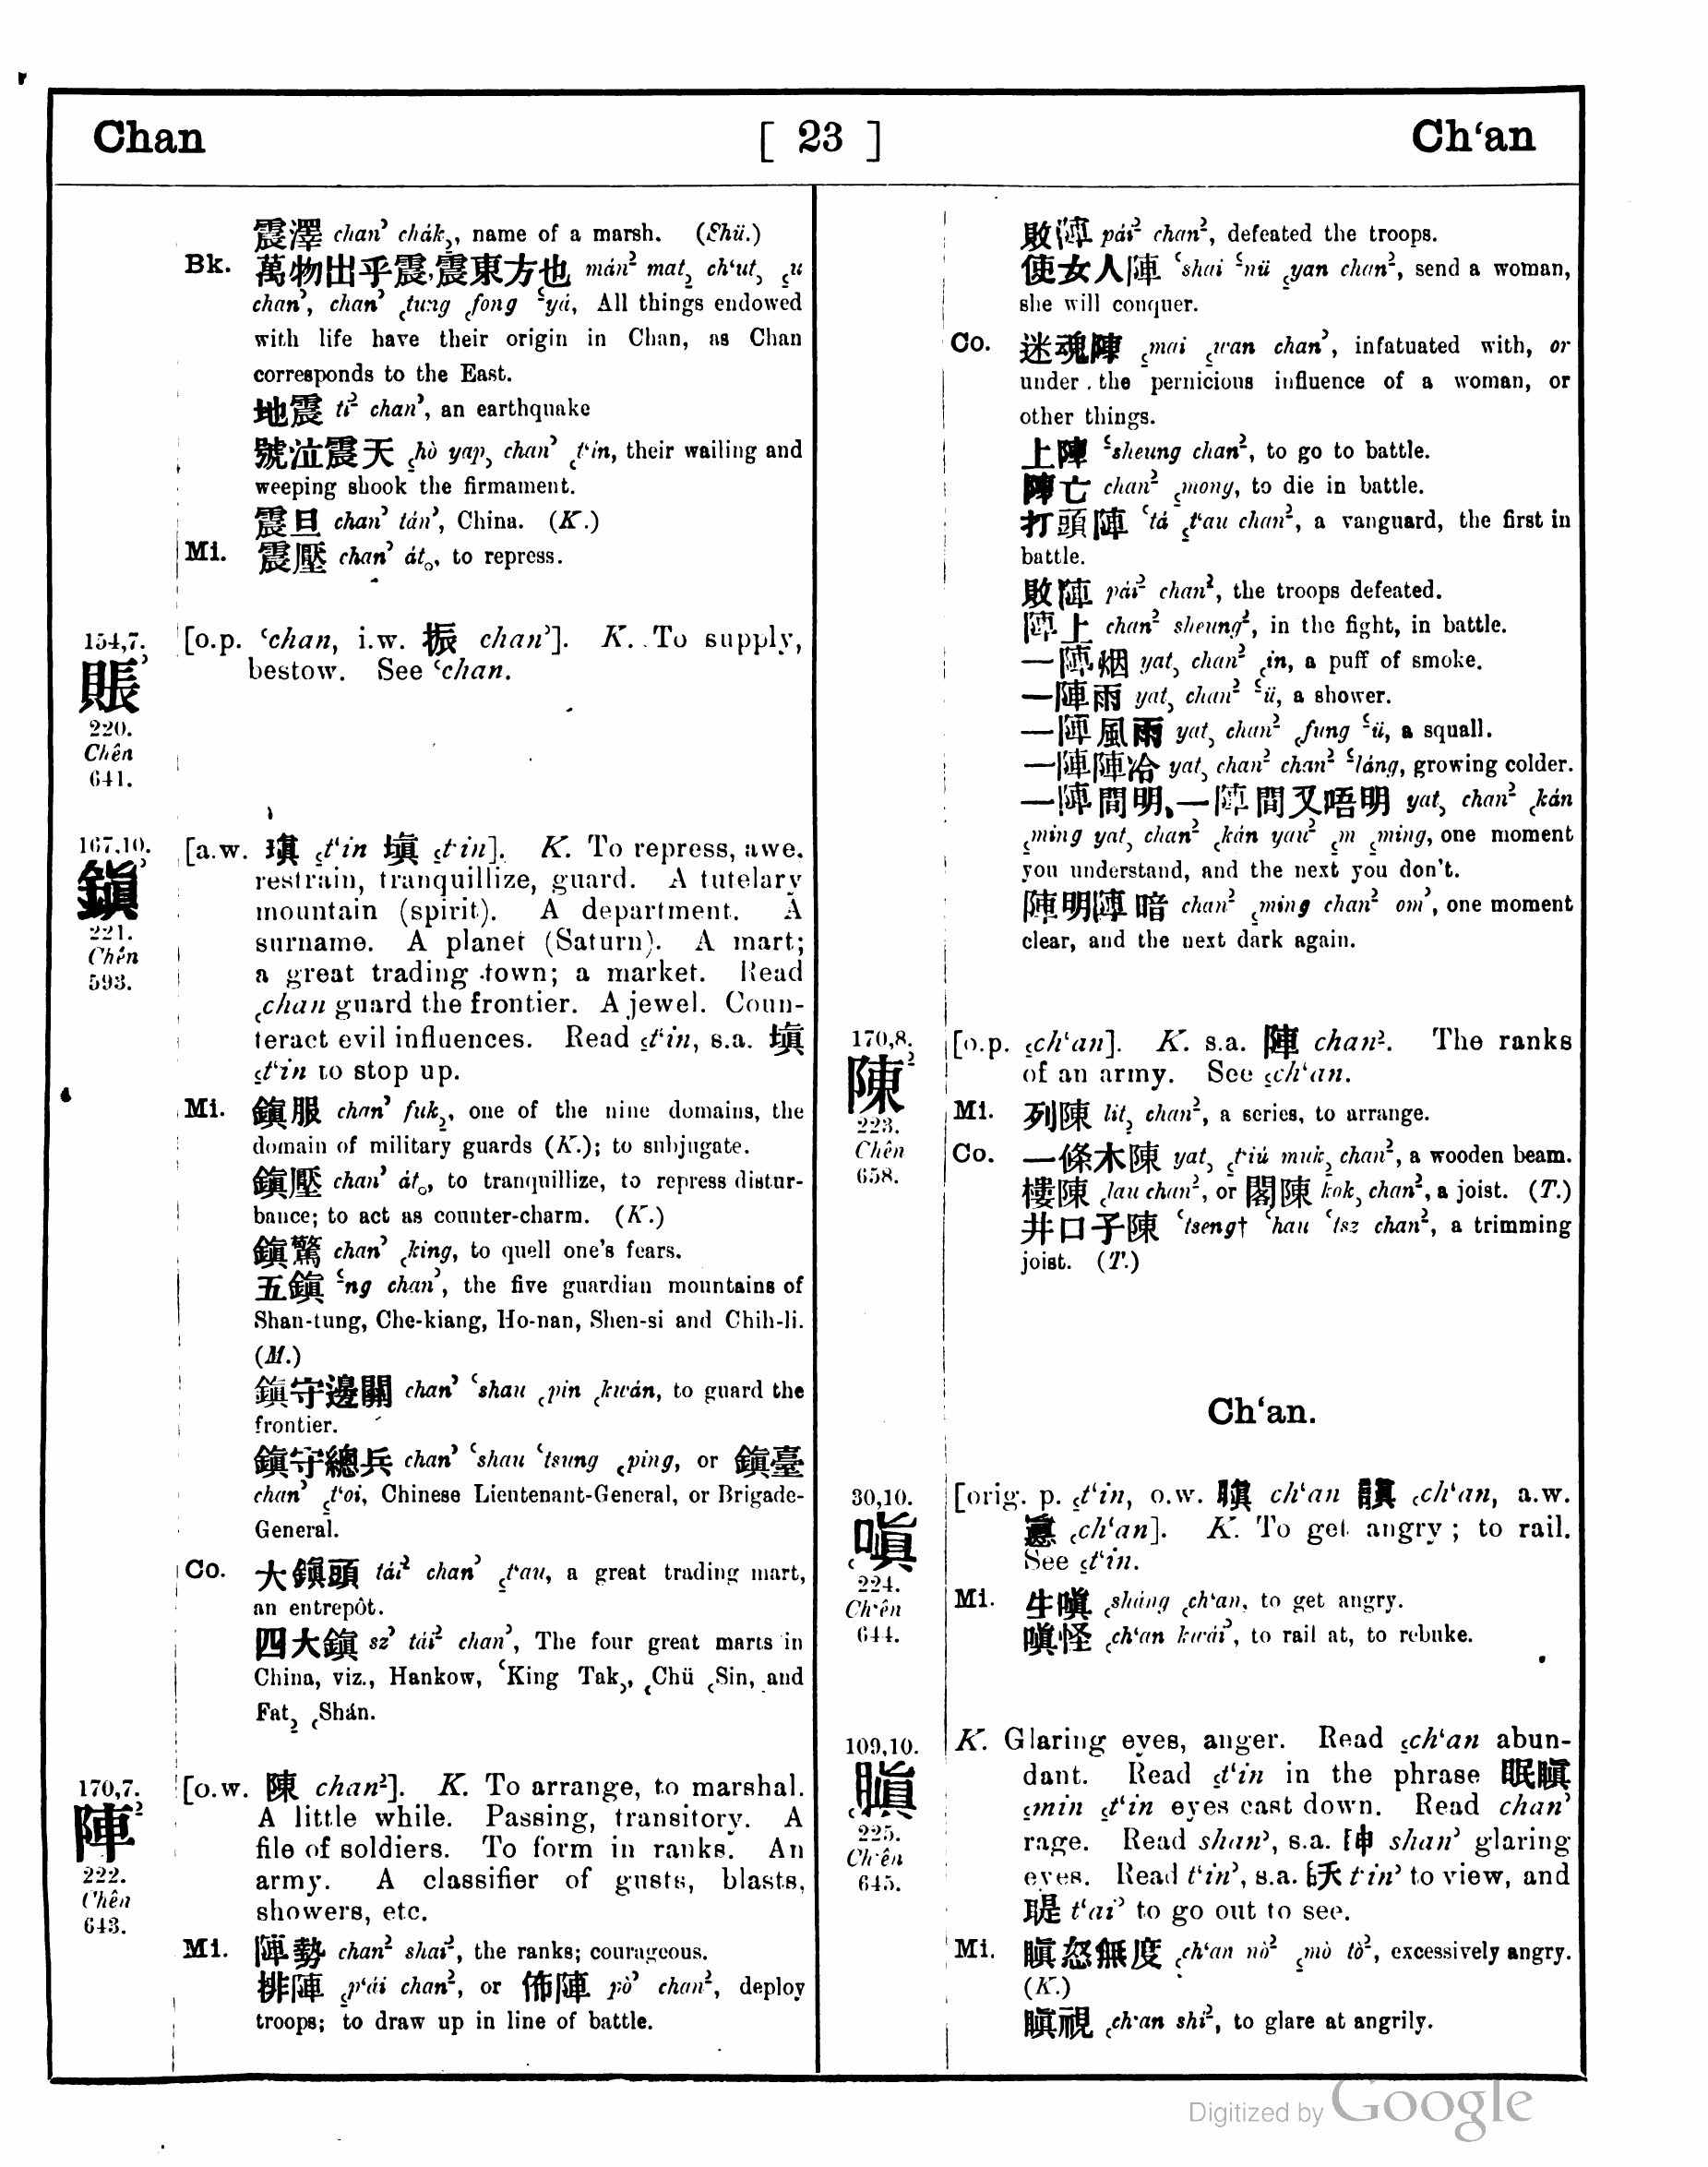 Chan [ 23 ] Ch‘an
震澤 chan’ chák˒, name of a marsh. (Shü.)
Bk. 萬物出乎震,震東方也 mán² mat˒ ch‘ut˒ ˛u
chan’, chan’ ˛tung ˛fong ‘yá, All things endowed
with life have their origin in Chan, as Chan
corresponds to the East.
地震 tí² chan’, an earthquake
號泣震天 ˛hò yap˒ chan’ ˛t‘ín, their wailing and
weeping shook the firmament.
震旦 chan’ tán’, China. (K.)
Mi. 震壓 chan’ át˳, to repress.
154,7.
賬’
220.
Chên
641.
[o.p. ‘chan, i.w. 振 chan’]. K. To supply,
bestow. See ‘chan.
167,10.
鎭’
221.
Chên
593.
[a.w. 瑱 ˛t‘in 塡 ˛t‘in]. K. To repress, awe.
restrain, tranquillize, guard. A tutelary
mountain (spirit). A department. A
surname. A planet (Saturn). A mart;
a great trading town; a market. Read
˛chan guard the frontier. A jewel. Coun-
teract evil influences. Read ˛t‘in, s.a. 塡
˛t‘in to stop up.
Mi. 鎭服 chan’ fuk˒, one of the nine domains, the
domain of military guards (K.); to subjugate.
鎭壓 chan’ át˳, to tranquillize, to repress distur-
bance; to act as counter-charm. (K.)
鎭驚 chan’ ˛king, to quell one's fears.
五鎭 ‘ng chan’, the five guardian mountains of
Shan-tung, Che-kiang, Ho-nan, Shen-si and Chih-li.
(M.)
鎭守邊關 chan’ ‘shau ˛pín ˛kwán, to guard the
frontier.
鎭守總兵 chan’ ‘shau ‘tsung ˛ping, or 鎭臺
chan’ ˛t‘oi, Chinese Lieutenant-General, or Brigade-
General.
Co. 大鎭頭 tái² chan’ ˛t‘au, a great trading mart,
an entrepôt.
四大鎭 sz’ tái² chan’, The four great marts in
China, viz., Hankow, ‘King Tak˒, ˛Chü ˛Sin, and
Fat˒ ˛Shán.
170,7.
陣²
222.
Chên
643.
[o.w. 陳 chan²]. K. To arrange, to marshal.
A little while. Passing, transitory. A
file of soldiers. To form in ranks. An
army. A classifier of gusts, blasts,
showers, etc.
Mi. 陣勢 chan² shai², the ranks; courageous.
排陣 ˛p‘ái chan², or 佈陣 pò’ chan², deploy
troops; to draw up in line of battle.
敗陣 pái² chan², defeated the troops.
使女人陣 ‘shai ‘nü ˛yan chan², send a woman,
she will conquer.
Co. 迷魂陣 ˛mai ˛wan chan’, infatuated with, or
under the pernicious influence of a woman, or
other things.
上陣 ‘sheung chan², to go to battle.
陣亡 chan² ˛mong, to die in battle.
打頭陣 ‘tá ˛t‘au chan², a vanguard, the first in
battle.
敗陣 pái² chan², the troops defeated.
陣上 chan² sheung², in the fight, in battle.
一陣烟 yat˒ chan² ˛ín, a puff of smoke.
一陣雨 yat˒ chan² ‘ü, a shower.
一陣風雨 yat˒ chan² ˛fung ‘ü, a squall.
一陣陣冷 yat˒ chan² chan² ‘láng, growing colder.
一陣間明、一陣間又唔明 yat˒ chan² ˛kán
˛ming yat˒ chan² ˛kán yau² ˛m ˛ming, one moment
you understand, and the next you don't.
陣明陣暗 chan² ˛ming chan² om’, one moment
clear, and the next dark again.
170,8.
陳²
223.
Chên
658.
[o.p. ˛ch‘an]. K. s.a. 陣 chan². The ranks
of an army. See ˛ch‘an.
Mi. 列陳 lít˒ chan², a series, to arrange.
Co. 一條木陳 yat˒ ˛t‘iú muk˒ chan², a wooden beam.
樓陳 ˛lau chan², or 閣陳 kok˒ chan², a joist. (T.)
井口子陳 ‘tseng† ‘hau ‘tsz chan², a trimming
joist. (T.)
Ch‘an.
30,10.
˛嗔
224.
Ch‘ên
644.
[orig. p. ˛t‘in, o.w. 瞋 ch‘an 謓 ˛ch‘an, a.w.
˛ch‘an]. K. To get angry; to rail.
See ˛t‘in.
Mi. 生嗔 ˛sháng ˛ch‘an, to get angry.
嗔怪 ˛ch‘an kwái’, to rail at, to rebuke.
109,10.
˛瞋
225.
Ch‘ên
645.
K. Glaring eyes, anger. Read ˛ch‘an abun-
dant. Read ˛t‘in in the phrase 眠瞋
˛min ˛t‘in eyes cast down. Read chan’
rage. Read shan’, s.a. 眒 shan’ glaring
eyes. Read t‘in’, s.a. t‘in’ to view, and
t‘ai’ to go out to see.
Mi. 瞋怒無度 ˛ch‘an nò² ˛mò tò², excessively angry.
(K.)
瞋視 ˛ch‘an shí², to glare at angrily.
Digitized by Google